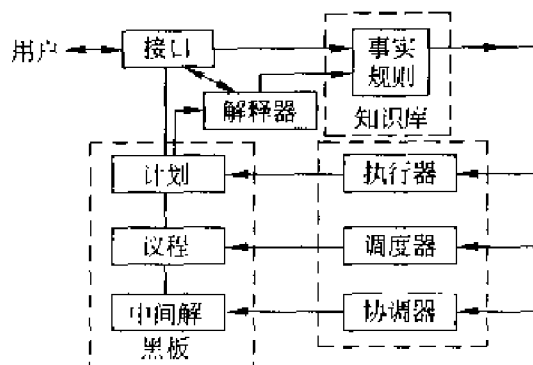 用户
接口
事实
规则
解释器
知识库
计划
执行器
议程
调度器
中间解
协调器
黑板